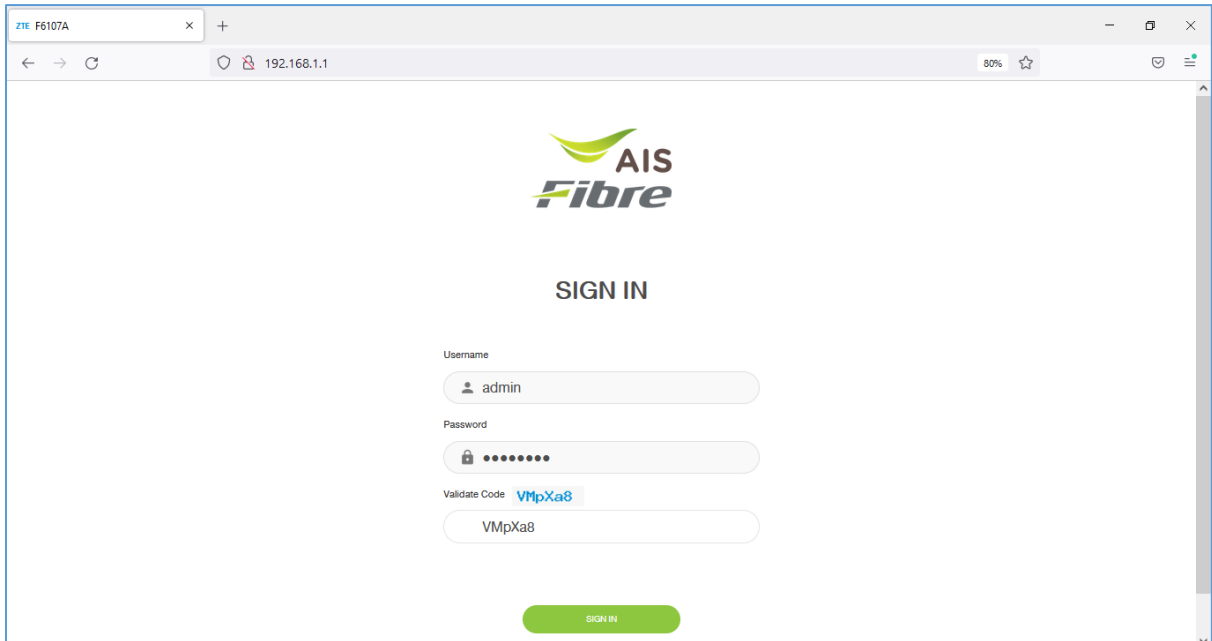 ZTE F6107A
192.168.1.1
80%
AIS
Fibre
SIGN IN
Username
admin
Password
••••••••
Validate Code VMpXa8
VMpXa8
SIGN IN